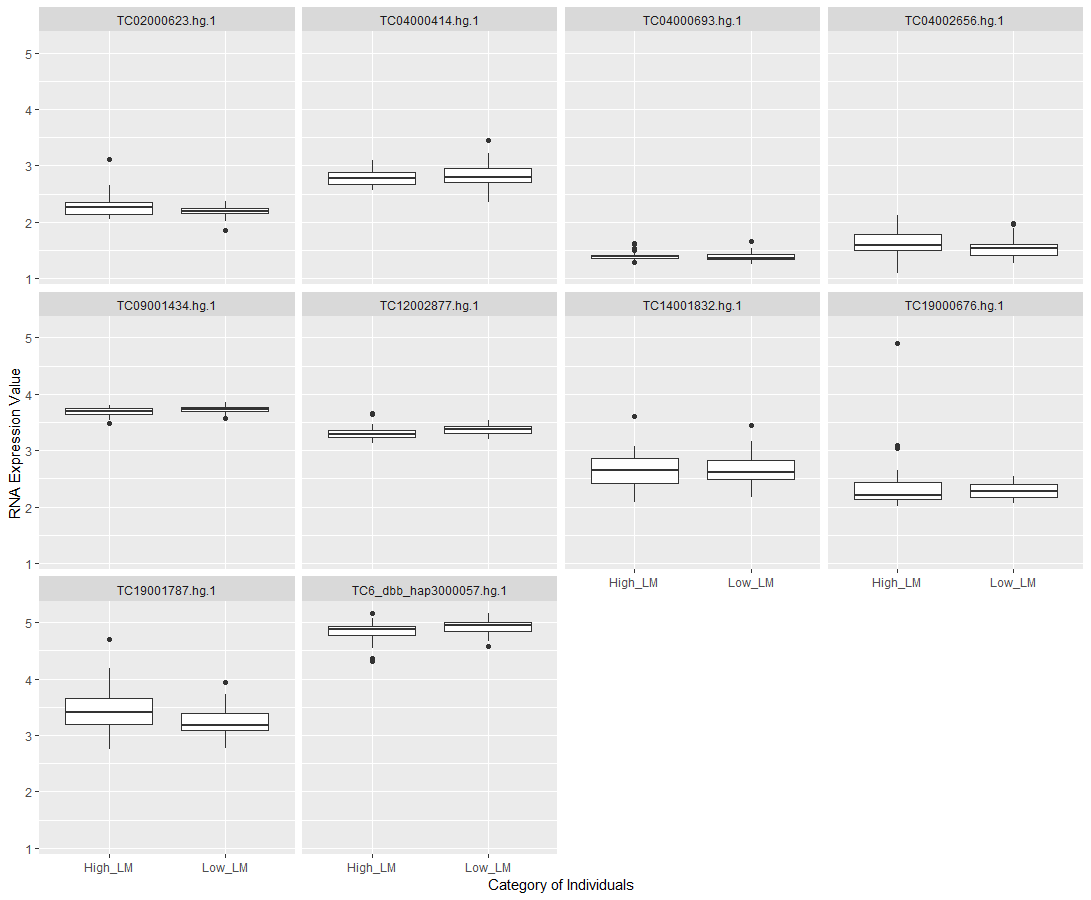 TC02000623.hg.1 TC04000414.hg.1 TC04000693.hg.1 TC04002656.hg.1
5
4
3
2
1
TC09001434.hg.1 TC12002877.hg.1 TC14001832.hg.1 TC19000676.hg.1
5
4
3
2
1
High_LM Low_LM High_LM Low_LM
RNA Expression Value
TC19001787.hg.1 TC6_dbb_hap3000057.hg.1
5
4
3
2
1
High_LM Low_LM High_LM Low_LM
Category of Individuals